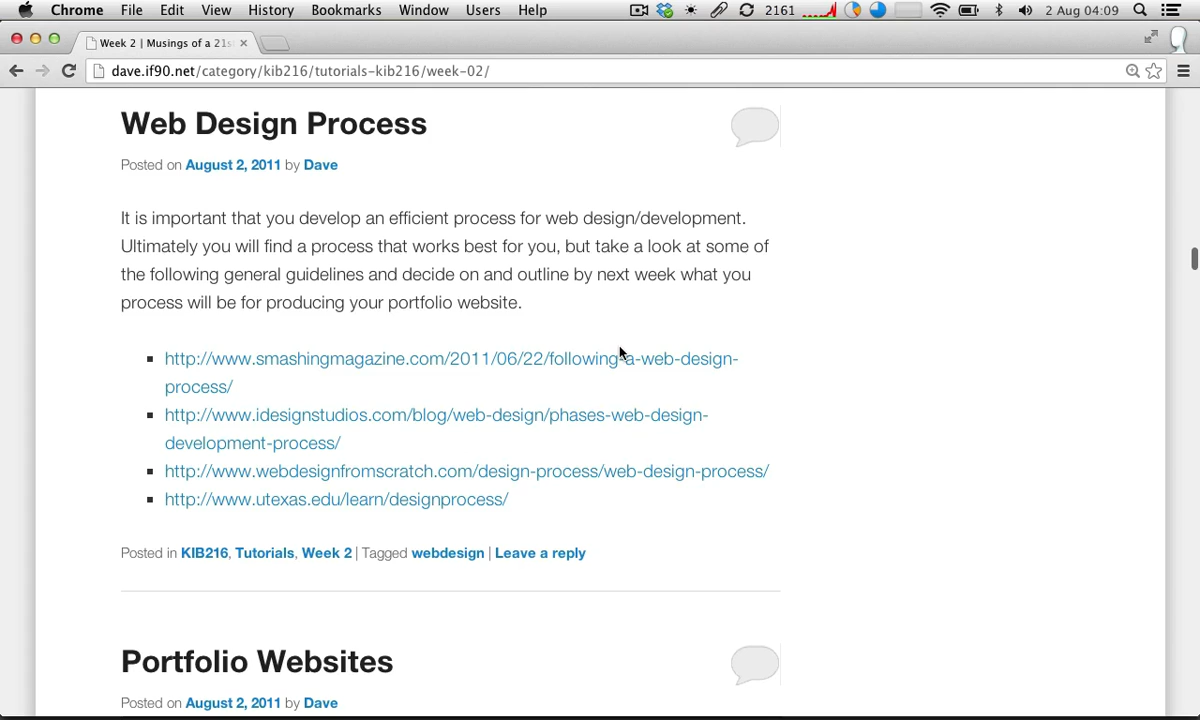 Chrome File Edit View History Bookmarks Window Users Help 2161 2 Aug 04:09
Week 2 | Musings of a 21s
dave.if90.net/category/kib216/tutorials-kib216/week-02/
Web Design Process
Posted on August 2, 2011 by Dave
It is important that you develop an efficient process for web design/development.
Ultimately you will find a process that works best for you, but take a look at some of
the following general guidelines and decide on and outline by next week what you
process will be for producing your portfolio website.
http://www.smashingmagazine.com/2011/06/22/following-a-web-design-
process/
http://www.idesignstudios.com/blog/web-design/phases-web-design-
development-process/
http://www.webdesignfromscratch.com/design-process/web-design-process/
http://www.utexas.edu/learn/designprocess/
Posted in KIB216, Tutorials, Week 2 | Tagged webdesign | Leave a reply
Portfolio Websites
Posted on August 2, 2011 by Dave